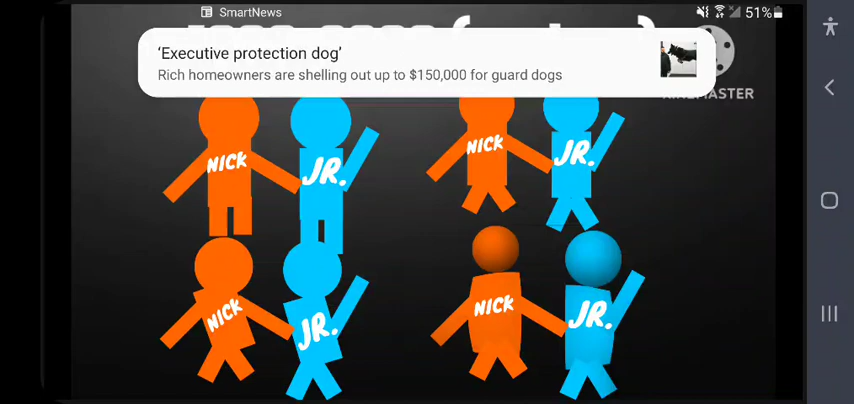 SmartNews
51%
'Executive protection dog'
Rich homeowners are shelling out up to $150,000 for guard dogs
MASTER
NICK
JR.
NICK
JR.
NICK
JR.
NICK
JR.